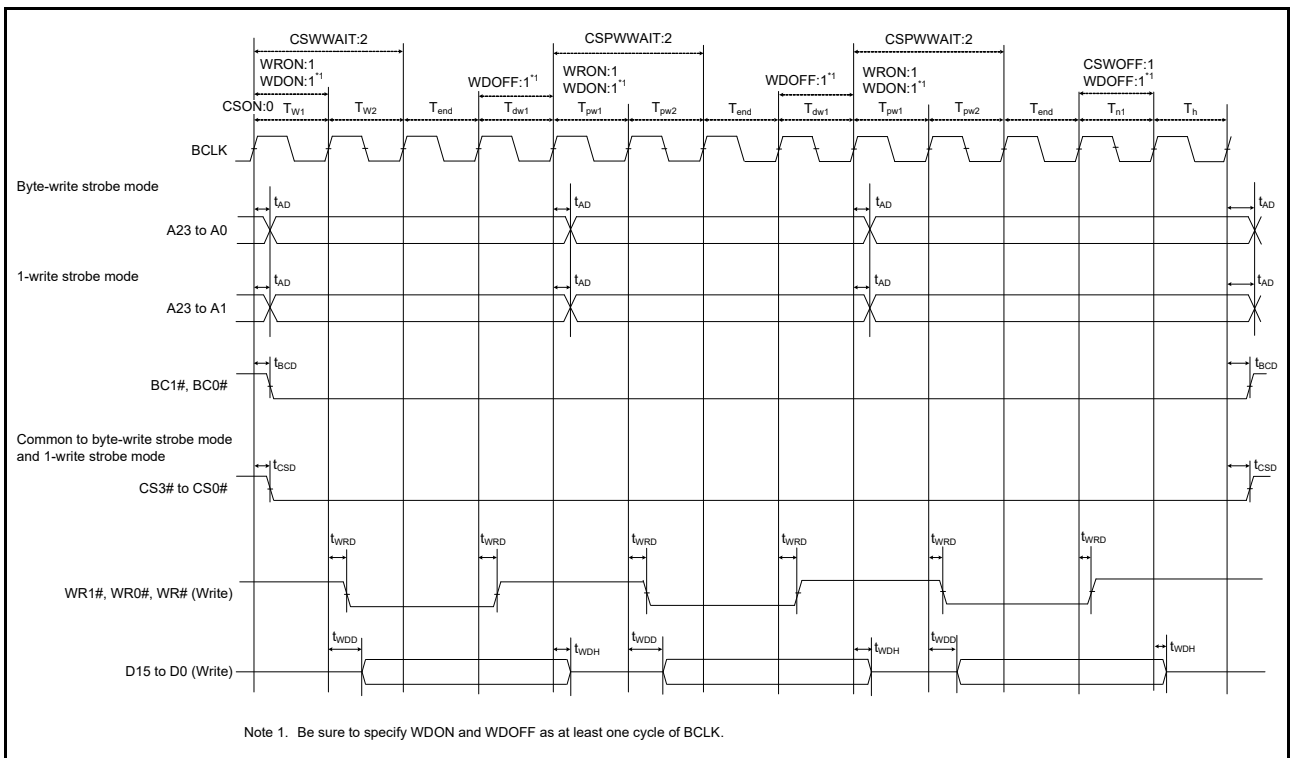 CSWWAIT:2 CSPWWAIT:2 CSPWWAIT:2
WRON:1 WRON:1 WRON:1 CSWOFF:1
WDON:1*1 WDOFF:1*1 WDON:1*1 WDOFF:1*1 WDON:1*1 WDOFF:1*1
CSON:0 TW1 TW2 Tend Tdw1 Tpw1 Tpw2 Tend Tdw1 Tpw1 Tpw2 Tend Tn1 Th
BCLK
Byte-write strobe mode
tAD tAD tAD tAD
A23 to A0
1-write strobe mode
tAD tAD tAD tAD
A23 to A1
tBCD tBCD
BC1#, BC0#
Common to byte-write strobe mode
and 1-write strobe mode
tCSD tCSD
CS3# to CS0#
tWRD tWRD tWRD tWRD tWRD tWRD
WR1#, WR0#, WR# (Write)
tWDD tWDH tWDD tWDH tWDD tWDH
D15 to D0 (Write)
Note 1. Be sure to specify WDON and WDOFF as at least one cycle of BCLK.